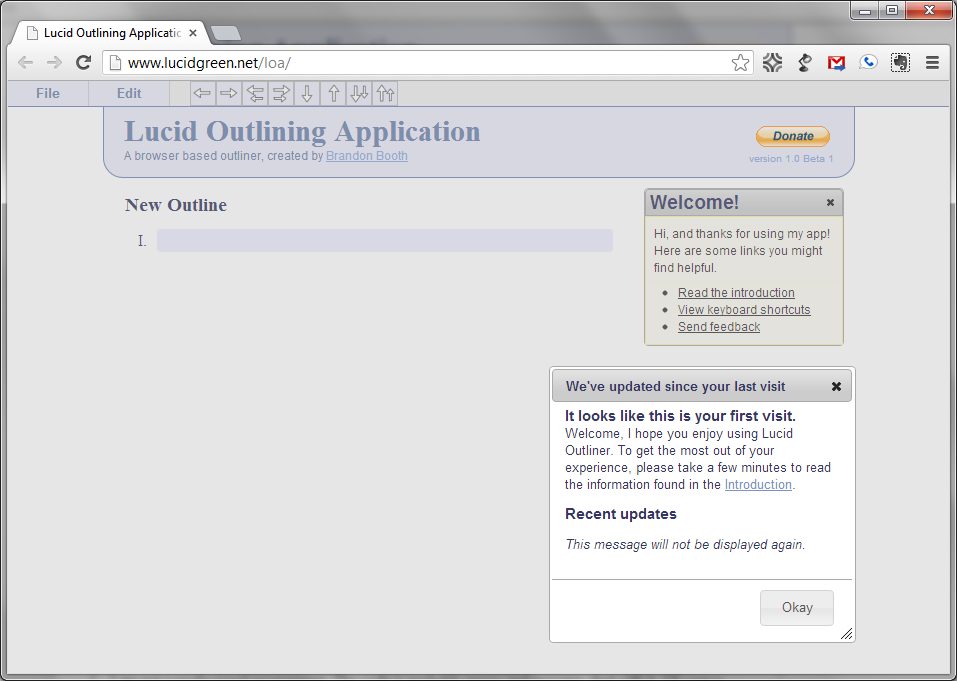 Lucid Outlining Applicatic
www.lucidgreen.net/loa/
File Edit
Lucid Outlining Application
A browser based outliner, created by Brandon Booth
Donate
version 1.0 Beta 1
New Outline
I.
Welcome!
Hi, and thanks for using my app!
Here are some links you might
find helpful.
Read the introduction
View keyboard shortcuts
Send feedback
We've updated since your last visit
It looks like this is your first visit.
Welcome, I hope you enjoy using Lucid
Outliner. To get the most out of your
experience, please take a few minutes to read
the information found in the Introduction.
Recent updates
This message will not be displayed again.
Okay